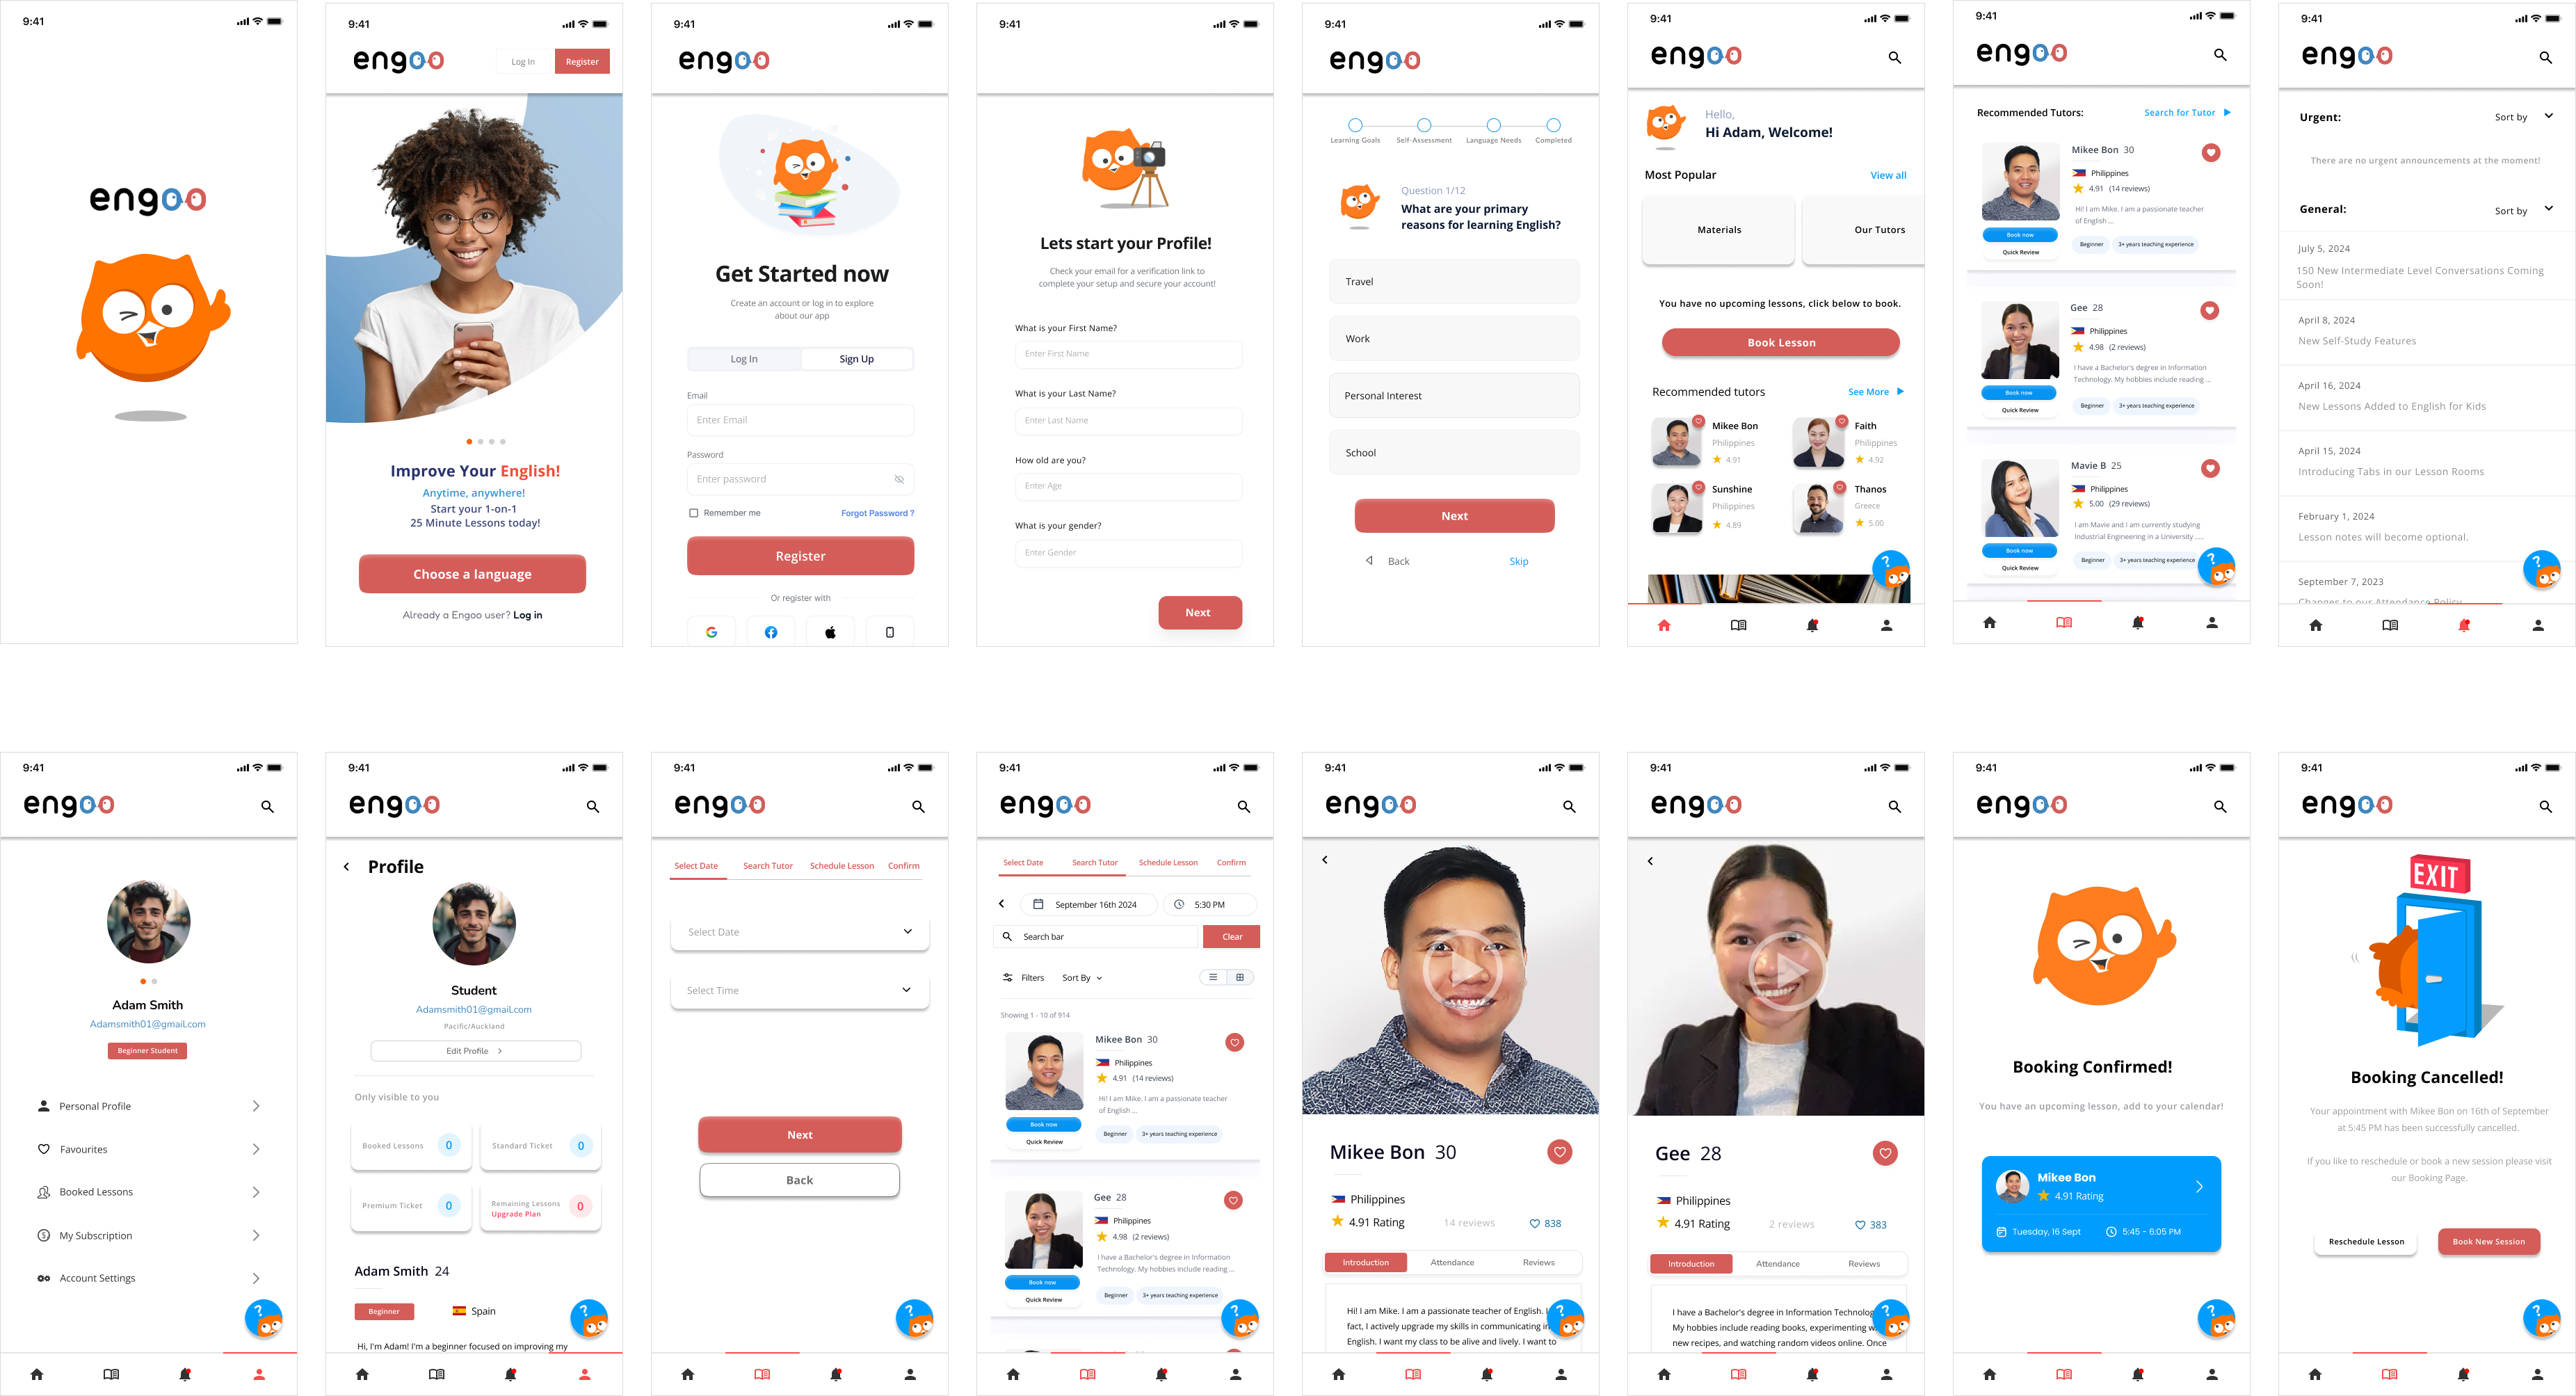 9:41
engoo
9:41
engoo
Log In
Register
Improve Your English!
Anytime, anywhere!
Start your 1-on-1
25 Minute Lessons today!
Choose a language
Already a Engoo user? Log in
9:41
engoo
Get Started now
Create an account or log in to explore
about our app
Log In
Sign Up
Email
Enter Email
Password
Enter password
Remember me
Forgot Password ?
Register
Or register with
9:41
Lets start your Profile!
Check your email for a verification link to
complete your setup and secure your account!
What is your First Name?
Enter First Name
What is your Last Name?
Enter Last Name
How old are you?
Enter Age
What is your gender?
Enter Gender
Next
9:41
engoo
Learning Goals
Self-Assessment
Language Needs
Completed
Question 1/12
What are your primary
reasons for learning English?
Travel
Work
Personal Interest
School
Next
Back
Skip
9:41
engoo
Hello,
Hi Adam, Welcome!
Most Popular
View all
Materials
Our Tutors
You have no upcoming lessons, click below to book.
Book Lesson
Recommended tutors
See More
Mikee Bon
Philippines
4.91
Faith
Philippines
4.92
Sunshine
Philippines
4.89
Thanos
Greece
5.00
?
9:41
engoo
Recommended Tutors:
Search for Tutor
Mikee Bon 30
Philippines
4.91 (14 reviews)
Hi! I am Mike. I am a passionate teacher
of English ...
Book now
Quick Review
Beginner
3+ years teaching experience
Gee 28
Philippines
4.98 (2 reviews)
I have a Bachelor's degree in Information
Technology. My hobbies include reading ...
Book now
Quick Review
Beginner
3+ years teaching experience
Mavie B 25
Philippines
5.00 (29 reviews)
I am Mavie and I am currently studying
Industrial Engineering in a University .....
Book now
Quick Review
Beginner
3+ years teaching experience
?
9:41
engoo
Urgent:
Sort by
There are no urgent announcements at the moment!
General:
Sort by
July 5, 2024
150 New Intermediate Level Conversations Coming
Soon!
April 8, 2024
New Self-Study Features
April 16, 2024
New Lessons Added to English for Kids
April 15, 2024
Introducing Tabs in our Lesson Rooms
February 1, 2024
Lesson notes will become optional.
September 7, 2023
Changes to our Attendance Policy
?
9:41
engoo
Adam Smith
Adamsmith01@gmail.com
Beginner Student
Personal Profile
Favourites
Booked Lessons
My Subscription
Account Settings
?
9:41
engoo
Profile
Student
Adamsmith01@gmail.com
Pacific/Auckland
Edit Profile
Only visible to you
Booked Lessons 0
Standard Ticket 0
Premium Ticket 0
Remaining Lessons
Upgrade Plan
0
Adam Smith 24
Beginner
Spain
Hi, I'm Adam! I'm a beginner focused on improving my
?
9:41
engoo
Select Date
Search Tutor
Schedule Lesson
Confirm
Select Date
Select Time
Next
Back
?
9:41
engoo
Select Date
Search Tutor
Schedule Lesson
Confirm
September 16th 2024
5:30 PM
Search bar
Clear
Filters
Sort By
Showing 1 - 10 of 914
Mikee Bon 30
Philippines
4.91 (14 reviews)
Hi! I am Mike. I am a passionate teacher
of English ...
Book now
Quick Review
Beginner
3+ years teaching experience
Gee 28
Philippines
4.98 (2 reviews)
I have a Bachelor's degree in Information
Technology. My hobbies include reading ...
Book now
Quick Review
Beginner
3+ years teaching experience
?
9:41
engoo
Mikee Bon 30
Philippines
4.91 Rating
14 reviews
838
Introduction
Attendance
Reviews
Hi! I am Mike. I am a passionate teacher of English. I
fact, I actively upgrade my skills in communicating in
English. I want my class to be alive and lively. I want to
?
9:41
engoo
Gee 28
Philippines
4.91 Rating
2 reviews
383
Introduction
Attendance
Reviews
I have a Bachelor's degree in Information
My hobbies include reading books, experimenting
new recipes, and watching random videos online. Once
?
9:41
engoo
Booking Confirmed!
You have an upcoming lesson, add to your calendar!
Mikee Bon
4.91 Rating
Tuesday, 16 Sept
5:45 - 6:05 PM
?
9:41
engoo
EXIT
Booking Cancelled!
Your appointment with Mikee Bon on 16th of September
at 5:45 PM has been successfully cancelled.
If you like to reschedule or book a new session please visit
our Booking Page.
Reschedule Lesson
Book New Session
?